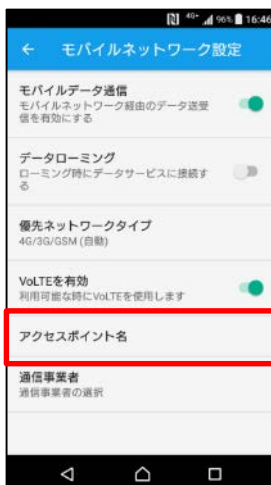 4G+ 96% 16:46
モバイルネットワーク設定
モバイルデータ通信
モバイルネットワーク経由のデータ送受
信を有効にする
データローミング
ローミング時にデータサービスに接続す
る
優先ネットワークタイプ
4G/3G/GSM (自動)
VoLTEを有効
利用可能な時にVoLTEを使用します
アクセスポイント名
通信事業者
通信事業者の選択